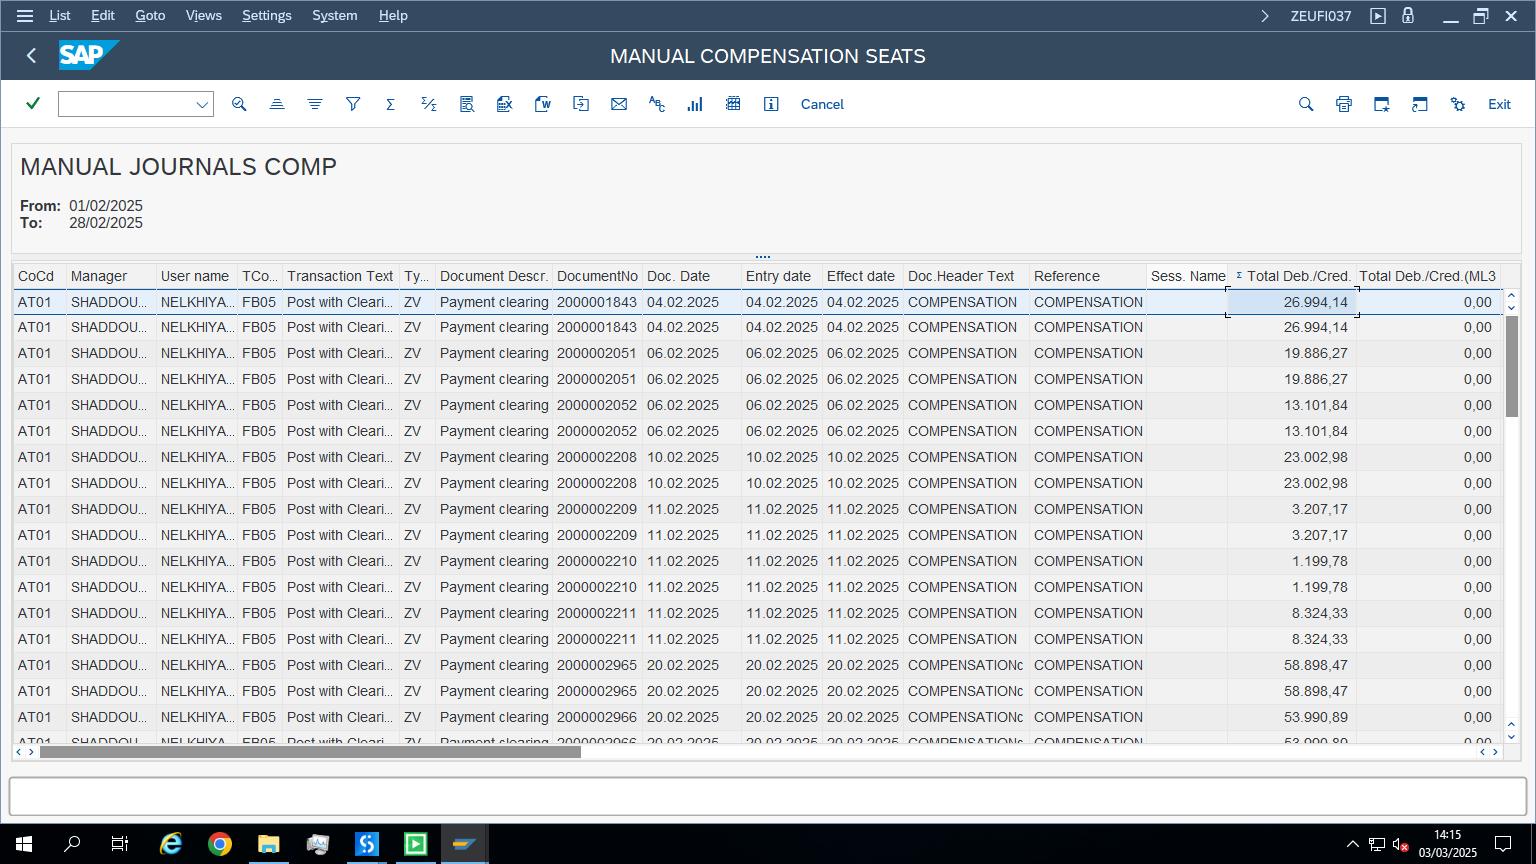 List Edit Goto Views Settings System Help ZEUFI037
SAP MANUAL COMPENSATION SEATS
Cancel Exit
MANUAL JOURNALS COMP
From: 01/02/2025
To: 28/02/2025
CoCd Manager User name TCo... Transaction Text Ty... Document Descr. DocumentNo Doc. Date Entry date Effect date Doc.Header Text Reference Sess. Name Σ Total Deb./Cred. Total Deb./Cred.(ML3
AT01 SHADDOU... NELKHIYA... FB05 Post with Cleari... ZV Payment clearing 2000001843 04.02.2025 04.02.2025 04.02.2025 COMPENSATION COMPENSATION 26.994,14 0,00
AT01 SHADDOU... NELKHIYA... FB05 Post with Cleari... ZV Payment clearing 2000001843 04.02.2025 04.02.2025 04.02.2025 COMPENSATION COMPENSATION 26.994,14 0,00
AT01 SHADDOU... NELKHIYA... FB05 Post with Cleari... ZV Payment clearing 2000002051 06.02.2025 06.02.2025 06.02.2025 COMPENSATION COMPENSATION 19.886,27 0,00
AT01 SHADDOU... NELKHIYA... FB05 Post with Cleari... ZV Payment clearing 2000002051 06.02.2025 06.02.2025 06.02.2025 COMPENSATION COMPENSATION 19.886,27 0,00
AT01 SHADDOU... NELKHIYA... FB05 Post with Cleari... ZV Payment clearing 2000002052 06.02.2025 06.02.2025 06.02.2025 COMPENSATION COMPENSATION 13.101,84 0,00
AT01 SHADDOU... NELKHIYA... FB05 Post with Cleari... ZV Payment clearing 2000002052 06.02.2025 06.02.2025 06.02.2025 COMPENSATION COMPENSATION 13.101,84 0,00
AT01 SHADDOU... NELKHIYA... FB05 Post with Cleari... ZV Payment clearing 2000002208 10.02.2025 10.02.2025 10.02.2025 COMPENSATION COMPENSATION 23.002,98 0,00
AT01 SHADDOU... NELKHIYA... FB05 Post with Cleari... ZV Payment clearing 2000002208 10.02.2025 10.02.2025 10.02.2025 COMPENSATION COMPENSATION 23.002,98 0,00
AT01 SHADDOU... NELKHIYA... FB05 Post with Cleari... ZV Payment clearing 2000002209 11.02.2025 11.02.2025 11.02.2025 COMPENSATION COMPENSATION 3.207,17 0,00
AT01 SHADDOU... NELKHIYA... FB05 Post with Cleari... ZV Payment clearing 2000002209 11.02.2025 11.02.2025 11.02.2025 COMPENSATION COMPENSATION 3.207,17 0,00
AT01 SHADDOU... NELKHIYA... FB05 Post with Cleari... ZV Payment clearing 2000002210 11.02.2025 11.02.2025 11.02.2025 COMPENSATION COMPENSATION 1.199,78 0,00
AT01 SHADDOU... NELKHIYA... FB05 Post with Cleari... ZV Payment clearing 2000002210 11.02.2025 11.02.2025 11.02.2025 COMPENSATION COMPENSATION 1.199,78 0,00
AT01 SHADDOU... NELKHIYA... FB05 Post with Cleari... ZV Payment clearing 2000002211 11.02.2025 11.02.2025 11.02.2025 COMPENSATION COMPENSATION 8.324,33 0,00
AT01 SHADDOU... NELKHIYA... FB05 Post with Cleari... ZV Payment clearing 2000002211 11.02.2025 11.02.2025 11.02.2025 COMPENSATION COMPENSATION 8.324,33 0,00
AT01 SHADDOU... NELKHIYA... FB05 Post with Cleari... ZV Payment clearing 2000002965 20.02.2025 20.02.2025 20.02.2025 COMPENSATIONc COMPENSATION 58.898,47 0,00
AT01 SHADDOU... NELKHIYA... FB05 Post with Cleari... ZV Payment clearing 2000002965 20.02.2025 20.02.2025 20.02.2025 COMPENSATIONc COMPENSATION 58.898,47 0,00
AT01 SHADDOU... NELKHIYA... FB05 Post with Cleari... ZV Payment clearing 2000002966 20.02.2025 20.02.2025 20.02.2025 COMPENSATIONc COMPENSATION 53.990,89 0,00
AT01 SHADDOU... NELKHIYA... FB05 Post with Cleari... ZV Payment clearing 2000002966 20.02.2025 20.02.2025 20.02.2025 COMPENSATIONc COMPENSATION 53.990,89 0,00
14:15
03/03/2025